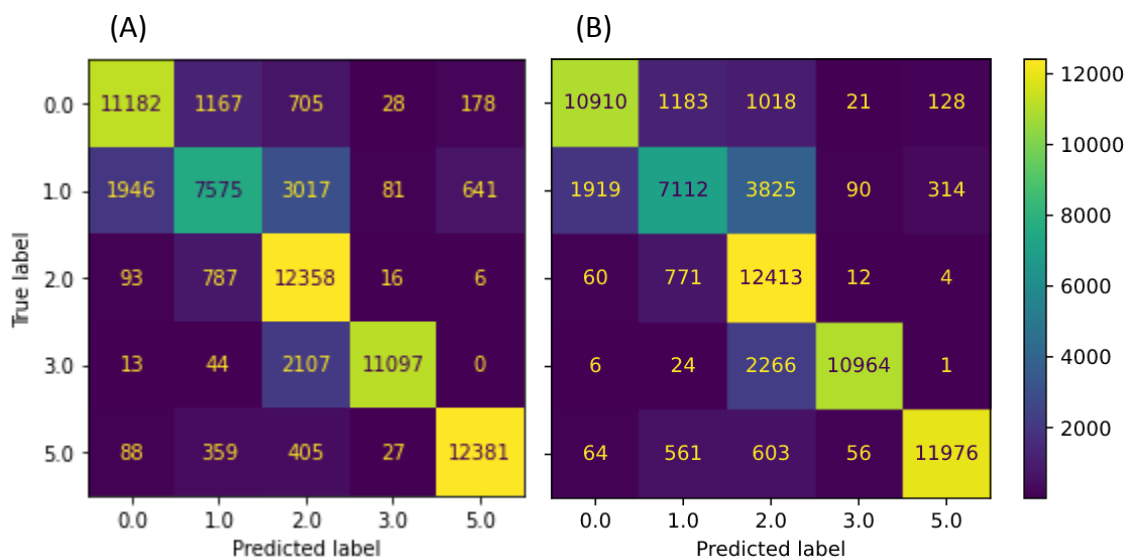 (A) (B)
0.0 11182 1167 705 28 178 10910 1183 1018 21 128 12000
10000
1.0 1946 7575 3017 81 641 1919 7112 3825 90 314
8000
True label 2.0 93 787 12358 16 6 60 771 12413 12 4
6000
3.0 13 44 2107 11097 0 6 24 2266 10964 1
4000
5.0 88 359 405 27 12381 64 561 603 56 11976
2000
0.0 1.0 2.0 3.0 5.0 0.0 1.0 2.0 3.0 5.0
Predicted label Predicted label